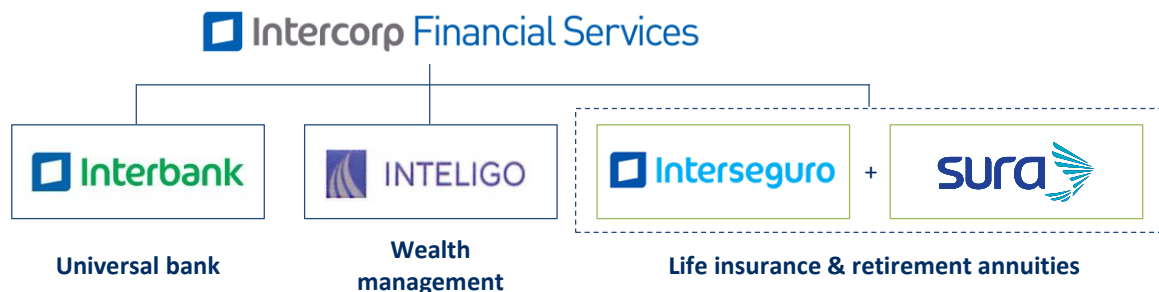 Intercorp Financial Services
Interbank
INTELIGO
Interseguro
+
sura
Universal bank
Wealth
management
Life insurance & retirement annuities